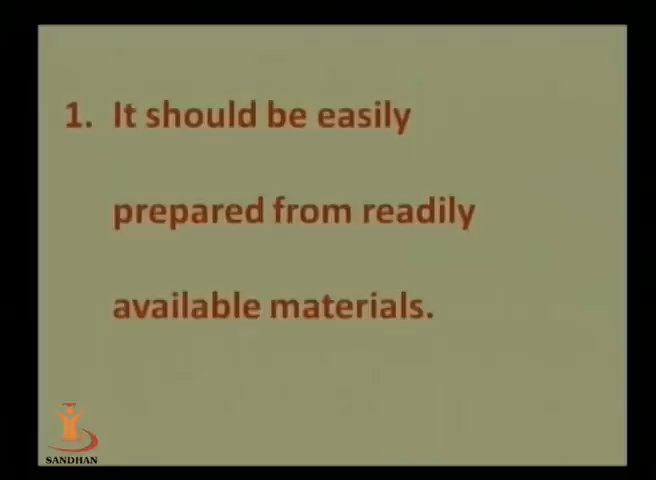 1. It should be easily
prepared from readily
available materials.
SANDHAN